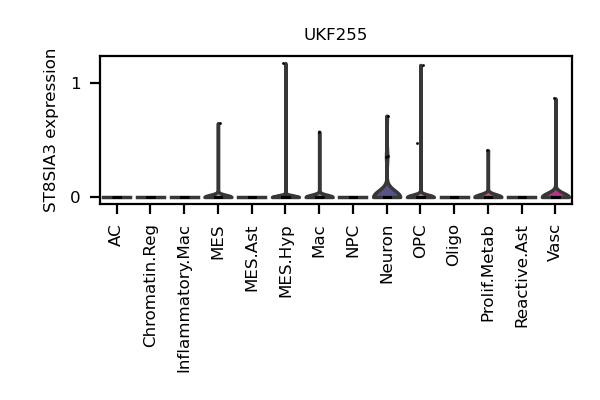 UKF255
ST8SIA3 expression
1
0
AC
Chromatin.Reg
Inflammatory.Mac
MES
MES.Ast
MES.Hyp
Mac
NPC
Neuron
OPC
Oligo
Prolif.Metab
Reactive.Ast
Vasc